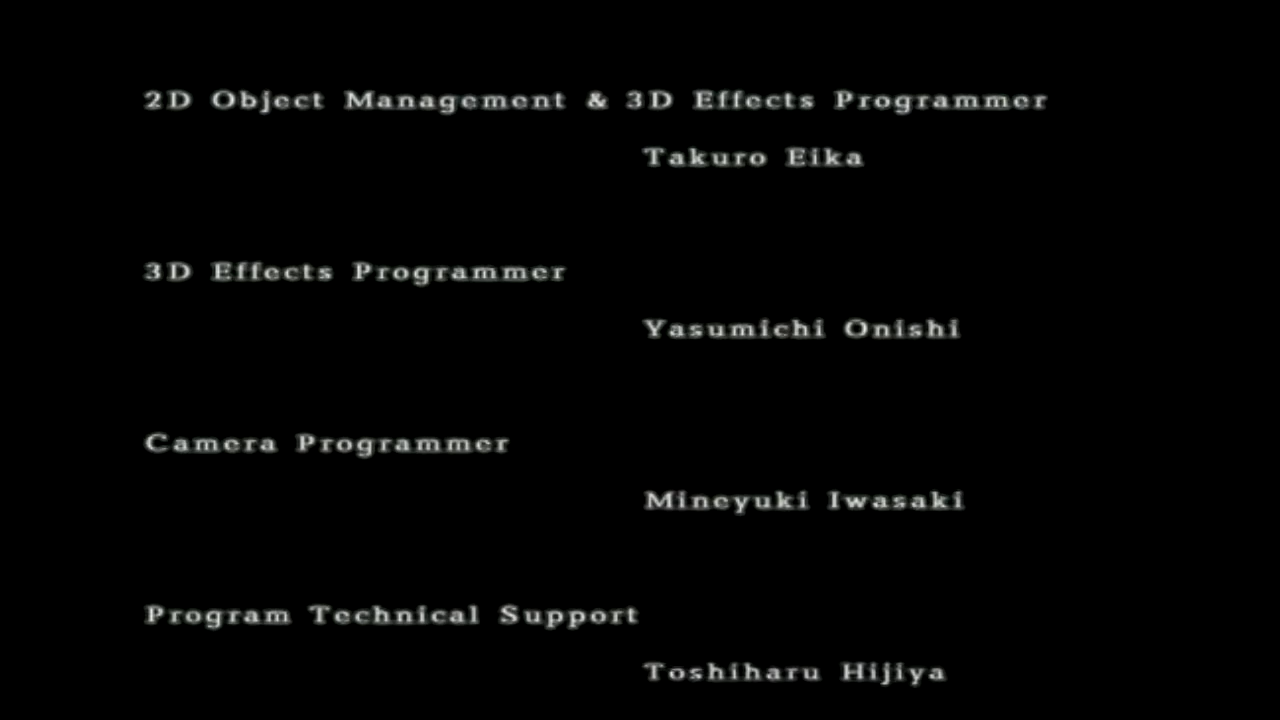 2D Object Management & 3D Effects Programmer
Takuro Eika
3D Effects Programmer
Yasumichi Onishi
Camera Programmer
Mineyuki Iwasaki
Program Technical Support
Toshiharu Hijiya